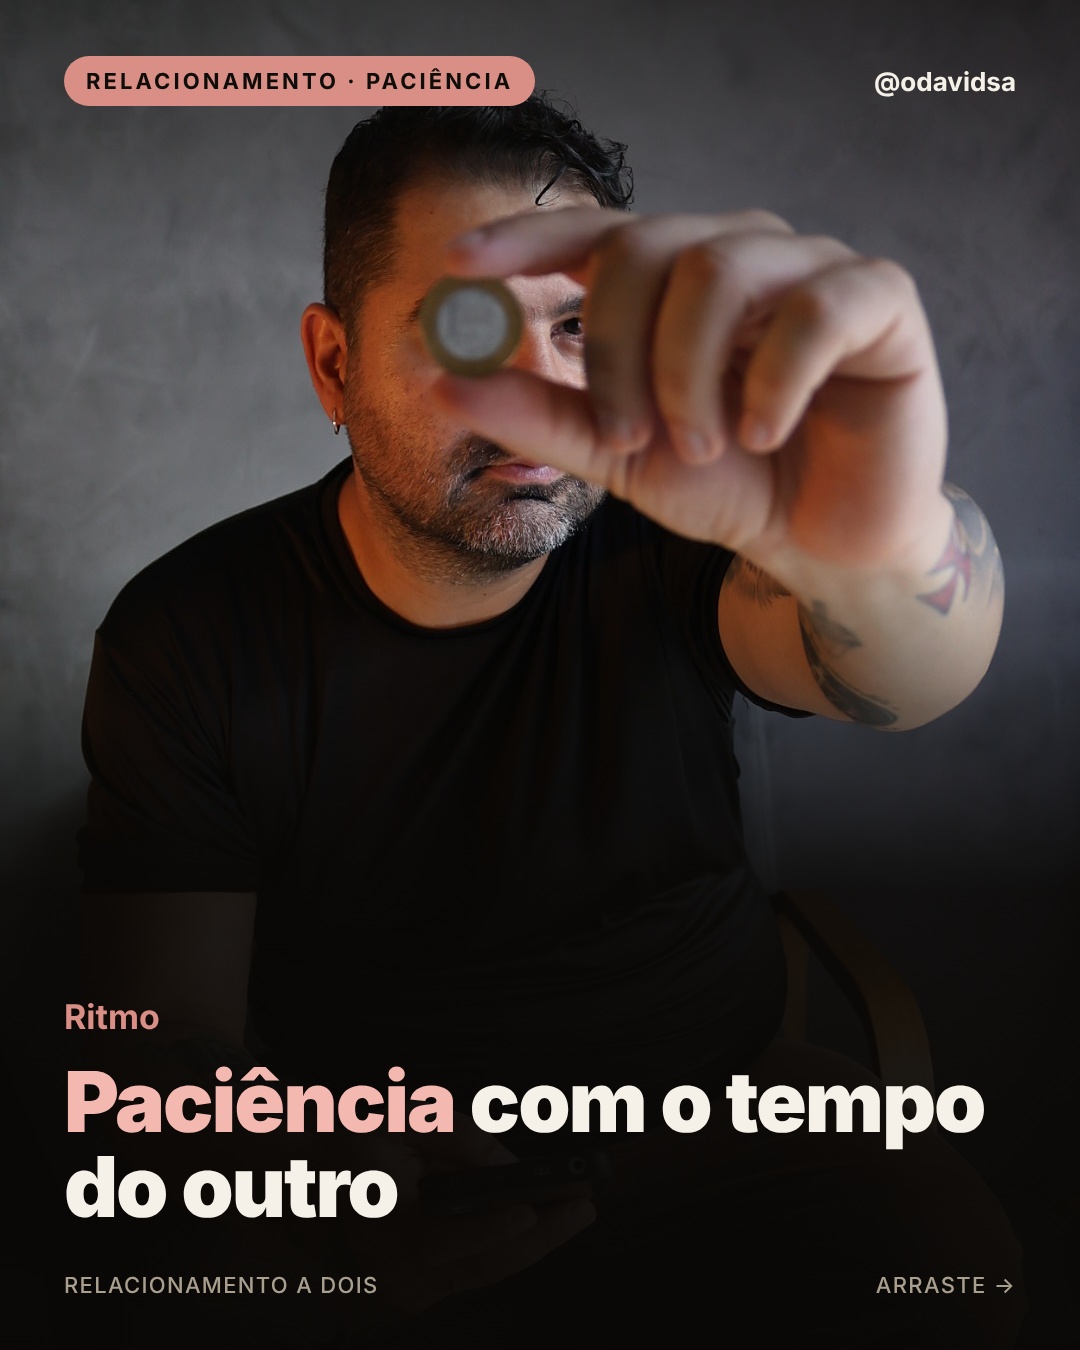 RELACIONAMENTO · PACIÊNCIA
@odavidsa
Ritmo
Paciência com o tempo
do outro
RELACIONAMENTO A DOIS
ARRASTE →